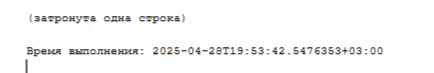 (затронута одна строка)
Время выполнения: 2025-04-28T19:53:42.5476353+03:00